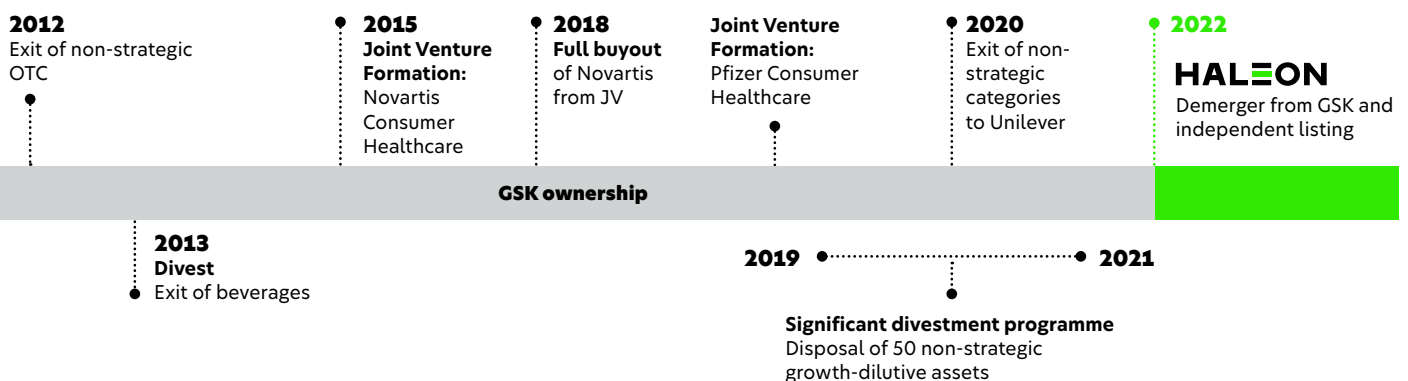 2012
Exit of non-strategic
OTC
2015
Joint Venture
Formation:
Novartis
Consumer
Healthcare
2018
Full buyout
of Novartis
from JV
Joint Venture
Formation:
Pfizer Consumer
Healthcare
2020
Exit of non-
strategic
categories
to Unilever
2022
HALEON
Demerger from GSK and
independent listing
GSK ownership
2013
Divest
Exit of beverages
2019
2021
Significant divestment programme
Disposal of 50 non-strategic
growth-dilutive assets